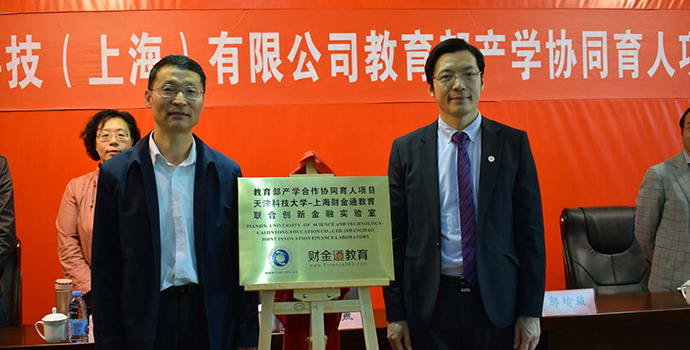 技（上海）有限公司教育部产学协同育人项
教育部产学合作协同育人项目
天津科技大学-上海财金通教育
联合创新金融实验室
TIANJIN UNIVERSITY OF SCIENCE AND TECHNOLOGY-
CAIJINTONG EDUCATION CO., LTD. (SHANGHAI)
JOINT INNOVATION FINANCE LABORATORY
财金通教育
www.Finance365.com